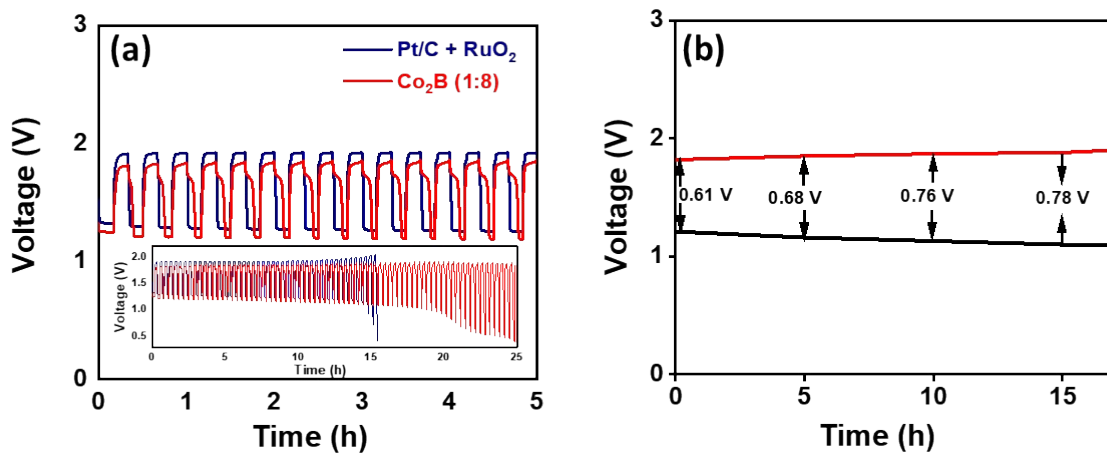 (a)
Pt/C + RuO₂
Co₂B (1:8)
Voltage (V)
3
2
1
0
0 1 2 3 4 5
Time (h)
Voltage (V)
2.0
1.5
1.0
0.5
0 5 10 15 20 25
Time (h)
(b)
Voltage (V)
3
2
1
0
0.61 V
0.68 V
0.76 V
0.78 V
0 5 10 15
Time (h)